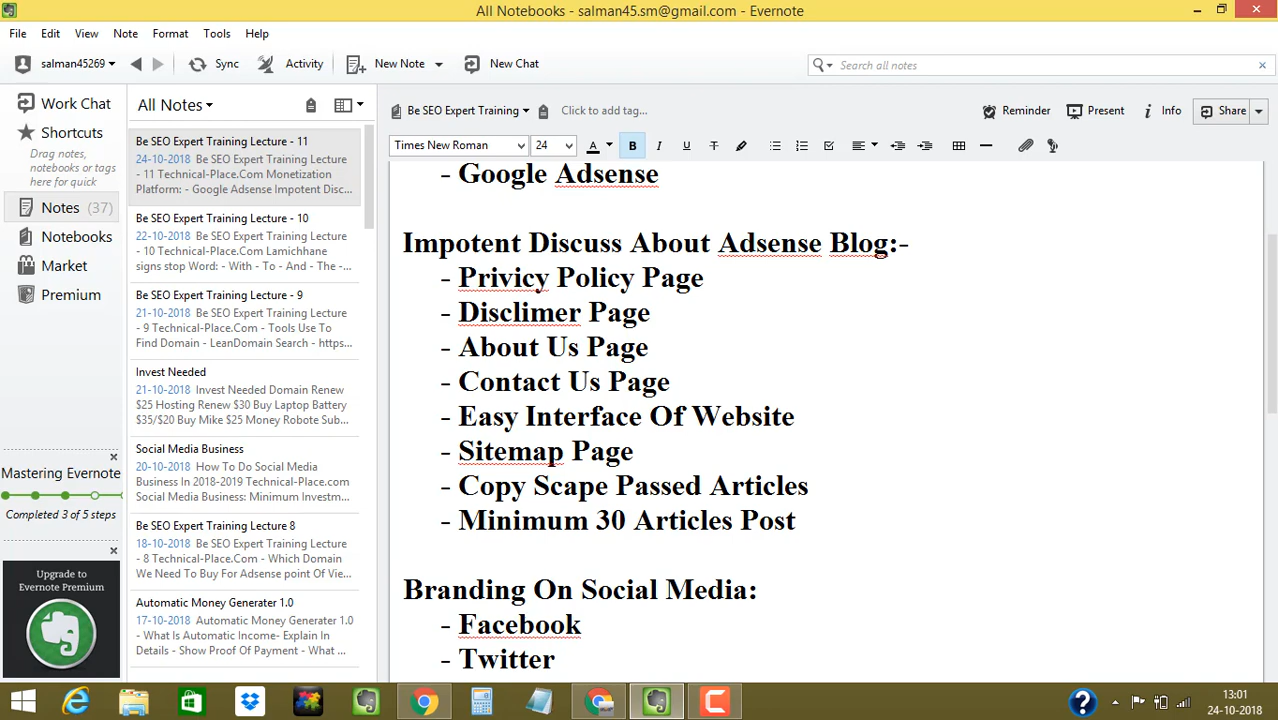 All Notebooks - salman45.sm@gmail.com - Evernote
File Edit View Note Format Tools Help
salman45269 Sync Activity New Note New Chat Search all notes
Work Chat
Shortcuts
Drag notes,
notebooks or tags
here for quick
Notes (37)
Notebooks
Market
Premium
Mastering Evernote
Completed 3 of 5 steps
Upgrade to
Evernote Premium
All Notes
Be SEO Expert Training Lecture - 11
24-10-2018 Be SEO Expert Training Lecture
- 11 Technical-Place.Com Monetization
Platform: - Google Adsense Impotent Disc...
Be SEO Expert Training Lecture - 10
22-10-2018 Be SEO Expert Training Lecture
- 10 Technical-Place.Com Lamichhane
signs stop Word: - With - To - And - The - ...
Be SEO Expert Training Lecture - 9
21-10-2018 Be SEO Expert Training Lecture
- 9 Technical-Place.Com - Tools Use To
Find Domain - LeanDomain Search - https...
Invest Needed
21-10-2018 Invest Needed Domain Renew
$25 Hosting Renew $30 Buy Laptop Battery
$35/$20 Buy Mike $25 Money Robote Sub...
Social Media Business
20-10-2018 How To Do Social Media
Business In 2018-2019 Technical-Place.com
Social Media Business: Minimum Investm...
Be SEO Expert Training Lecture 8
18-10-2018 Be SEO Expert Training Lecture
- 8 Technical-Place.Com - Which Domain
We Need To Buy For Adsense point Of Vie...
Automatic Money Generater 1.0
17-10-2018 Automatic Money Generater 1.0
- What Is Automatic Income- Explain In
Details - Show Proof Of Payment - What ...
Be SEO Expert Training Click to add tag... Reminder Present Info Share
Times New Roman 24 A B I U T
- Google Adsense
Impotent Discuss About Adsense Blog:-
- Privicy Policy Page
- Disclimer Page
- About Us Page
- Contact Us Page
- Easy Interface Of Website
- Sitemap Page
- Copy Scape Passed Articles
- Minimum 30 Articles Post
Branding On Social Media:
- Facebook
- Twitter
13:01
24-10-2018